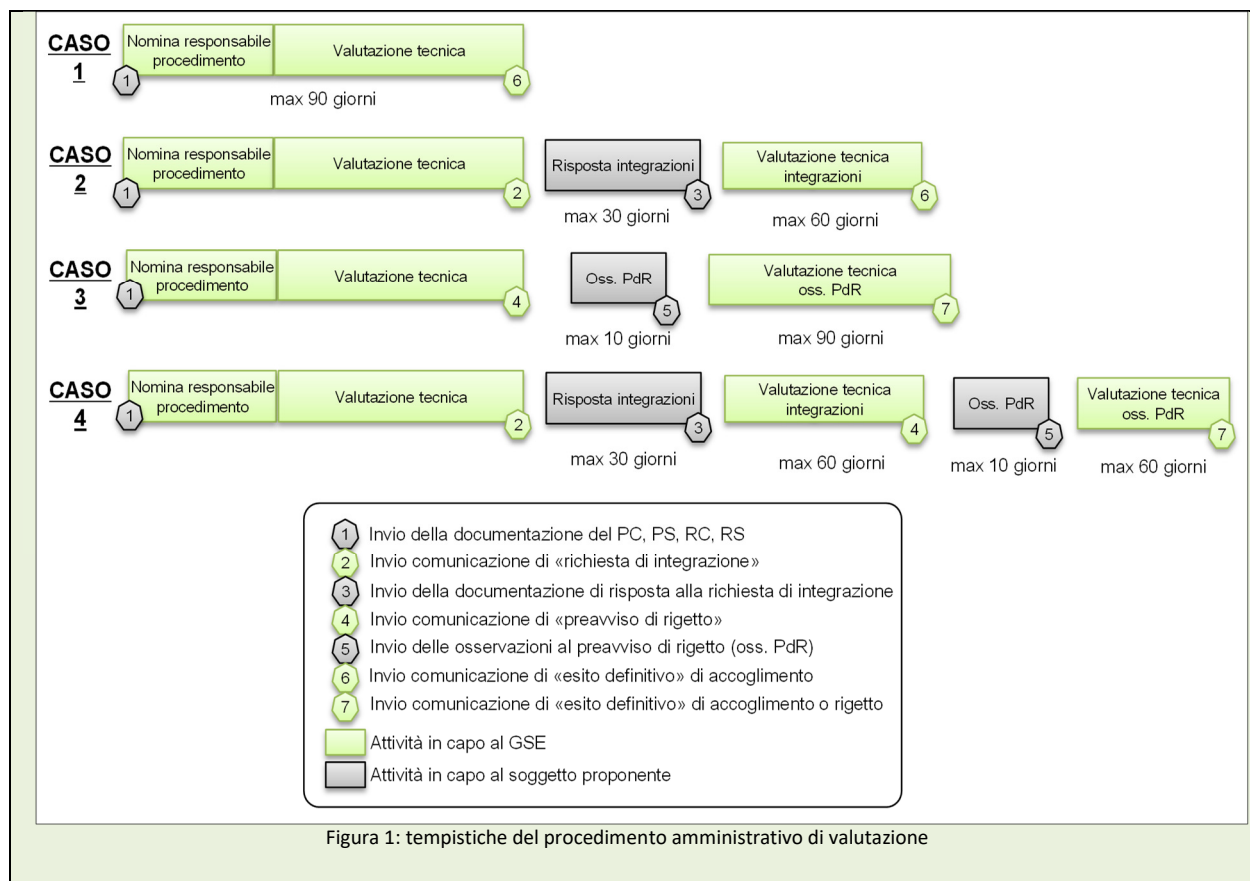 CASO
1
Nomina responsabile
procedimento
Valutazione tecnica
1
6
max 90 giorni
CASO
2
Nomina responsabile
procedimento
Valutazione tecnica
Risposta integrazioni
Valutazione tecnica
integrazioni
1
2
3
6
max 30 giorni
max 60 giorni
CASO
3
Nomina responsabile
procedimento
Valutazione tecnica
Oss. PdR
Valutazione tecnica
oss. PdR
1
4
5
7
max 10 giorni
max 90 giorni
CASO
4
Nomina responsabile
procedimento
Valutazione tecnica
Risposta integrazioni
Valutazione tecnica
integrazioni
Oss. PdR
Valutazione tecnica
oss. PdR
1
2
3
4
5
7
max 30 giorni
max 60 giorni
max 10 giorni
max 60 giorni
1 Invio della documentazione del PC, PS, RC, RS
2 Invio comunicazione di «richiesta di integrazione»
3 Invio della documentazione di risposta alla richiesta di integrazione
4 Invio comunicazione di «preavviso di rigetto»
5 Invio delle osservazioni al preavviso di rigetto (oss. PdR)
6 Invio comunicazione di «esito definitivo» di accoglimento
7 Invio comunicazione di «esito definitivo» di accoglimento o rigetto
Attività in capo al GSE
Attività in capo al soggetto proponente
Figura 1: tempistiche del procedimento amministrativo di valutazione